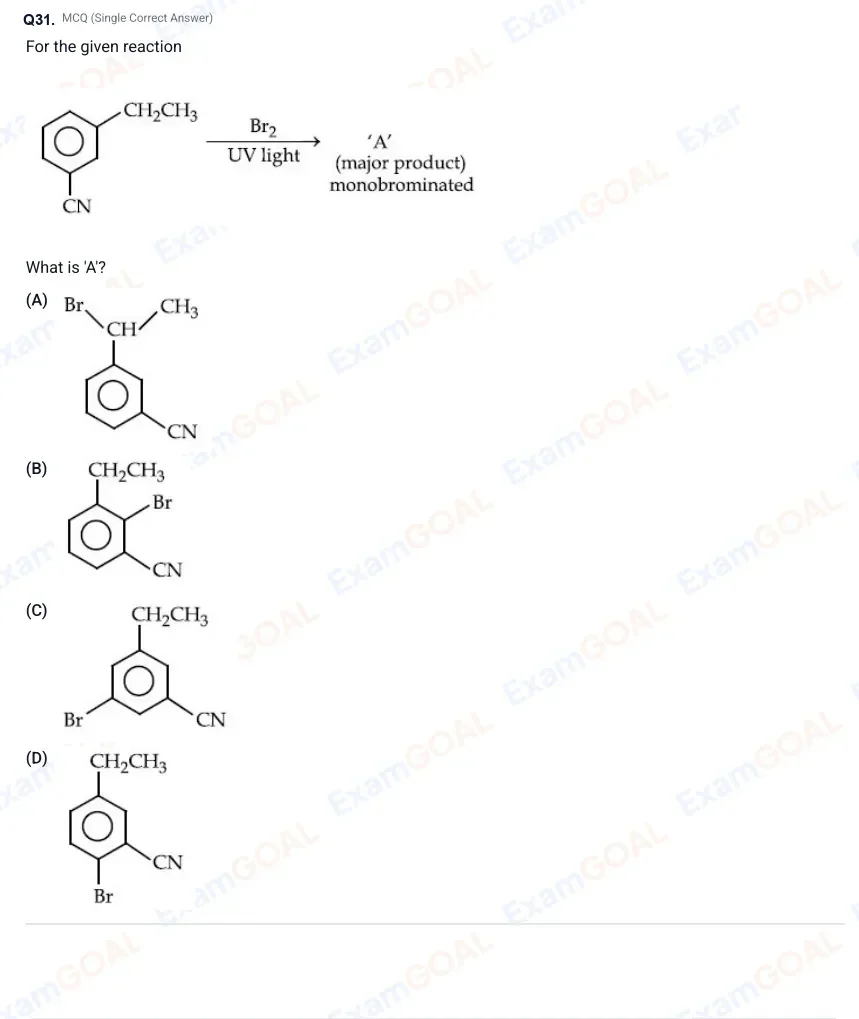 Q31. MCQ (Single Correct Answer)
For the given reaction
CH₂CH₃
CN
Br₂
UV light
'A'
(major product)
monobrominated
What is 'A'?
(A) Br CH₃
CH
CN
(B) CH₂CH₃
Br
CN
(C) CH₂CH₃
Br CN
(D) CH₂CH₃
CN
Br
ExamGOAL